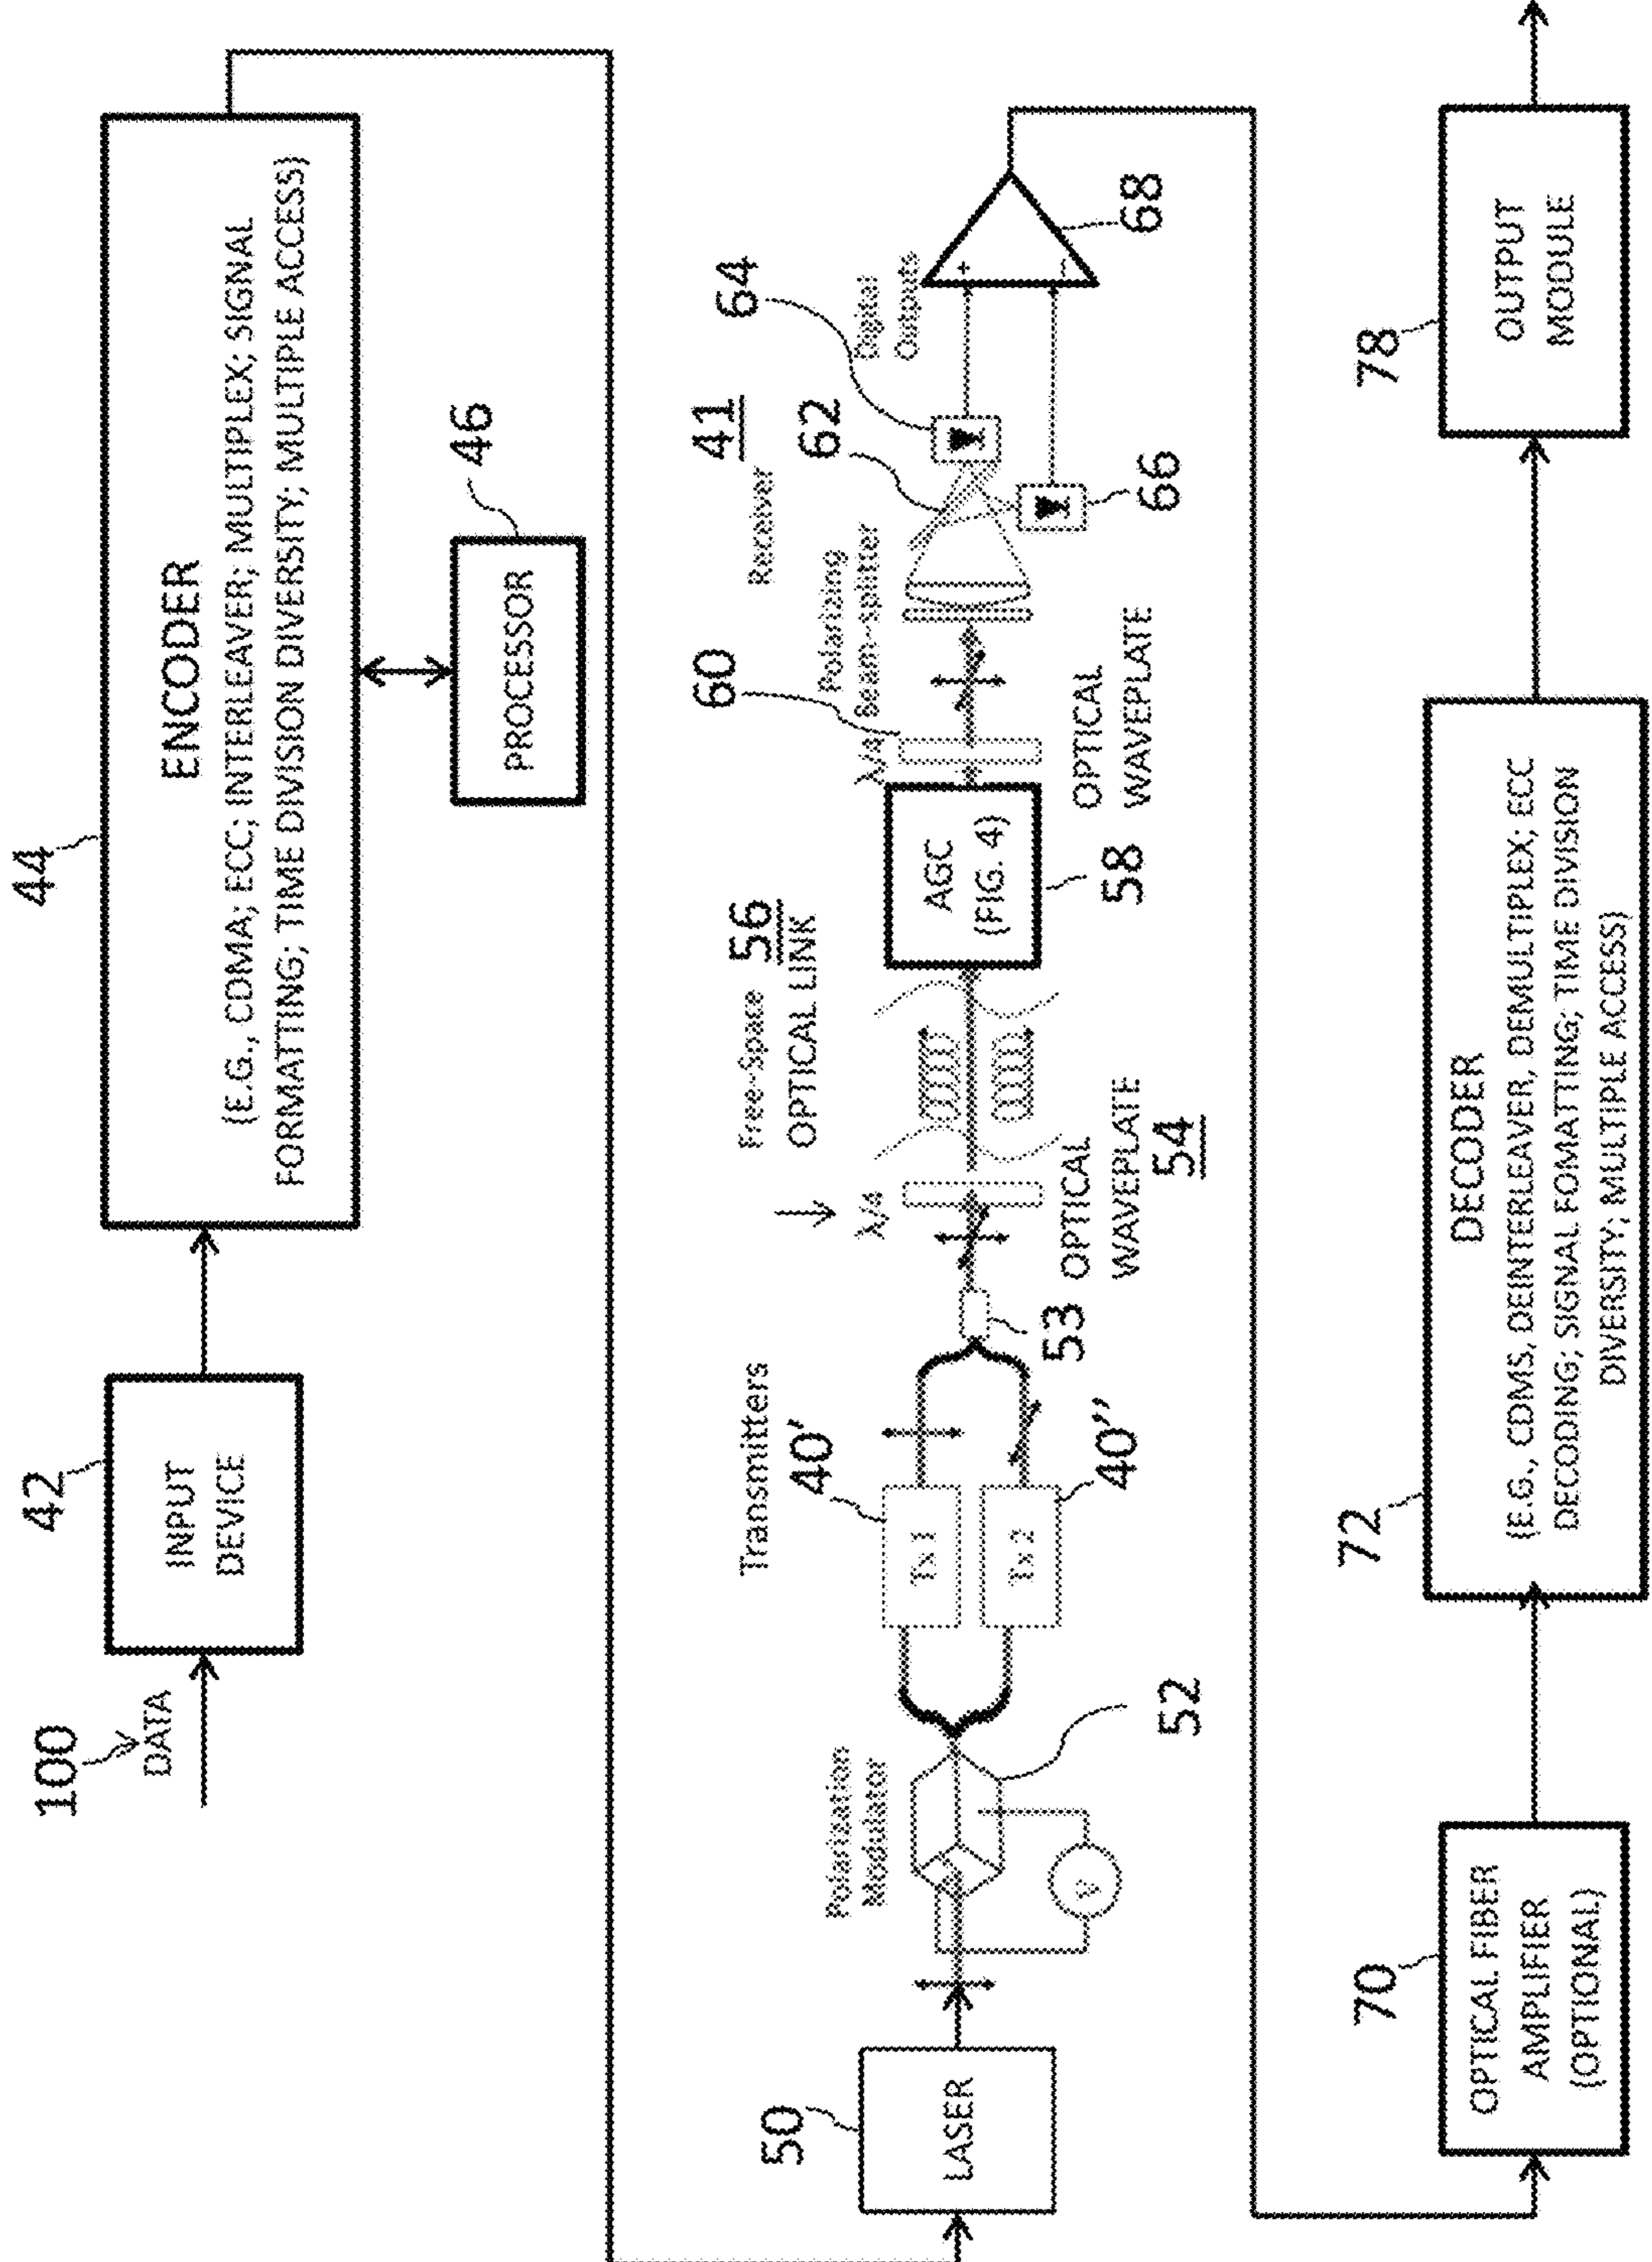 100
DATA
42
INPUT
DEVICE
44
ENCODER
(E.G., CDMA; ECC; INTERLEAVER; MULTIPLEX; SIGNAL
FORMATTING; TIME DIVISION DIVERSITY; MULTIPLE ACCESS)
46
PROCESSOR
50
LASER
Polarization
Modulator
V
52
Transmitters
40'
Tx 1
Tx 2
40''
53
λ/4
OPTICAL
WAVEPLATE
54
Free-Space
56
OPTICAL LINK
AGC
(FIG. 4)
58
60
λ/4
OPTICAL
WAVEPLATE
Polarizing
Beam-splitter
Receiver
41
62
64
66
Digital
Outputs
+
-
68
70
OPTICAL FIBER
AMPLIFIER
(OPTIONAL)
72
DECODER
(E.G., CDMS, DEINTERLEAVER, DEMULTIPLEX; ECC
DECODING; SIGNAL FOMATTING; TIME DIVISION
DIVERSITY; MULTIPLE ACCESS)
78
OUTPUT
MODULE